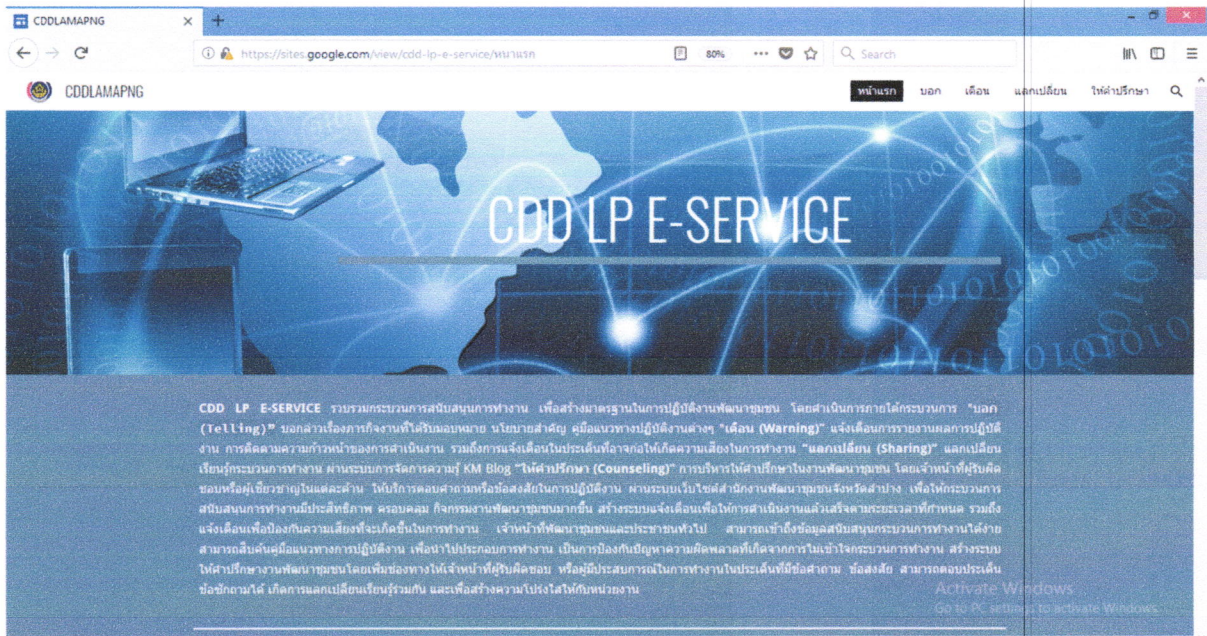 CDDLAMAPNG
https://sites.google.com/view/cdd-lp-e-service/หน้าแรก
80%
Search
CDDLAMAPNG
หน้าแรก บอก เตือน แลกเปลี่ยน ให้คำปรึกษา
CDD LP E-SERVICE
CDD LP E-SERVICE รวบรวมกระบวนการสนับสนุนการทำงาน เพื่อสร้างมาตรฐานในการปฏิบัติงานพัฒนาชุมชน โดยดำเนินการภายใต้กระบวนการ "บอก
(Telling)" บอกล่าวเรื่องภารกิจงานที่ได้รับมอบหมาย นโยบายสำคัญ คู่มือแนวทางปฏิบัติงานต่างๆ "เตือน (Warning)" แจ้งเตือนการรายงานผลการปฏิบัติ
งาน การติดตามความก้าวหน้าของการดำเนินงาน รวมถึงการแจ้งเตือนในประเด็นที่อาจก่อให้เกิดความเสี่ยงในการทำงาน "แลกเปลี่ยน (Sharing)" แลกเปลี่ยน
เรียนรู้กระบวนการทำงาน ผ่านระบบการจัดการความรู้ KM Blog "ให้คำปรึกษา (Counseling)" การบริหารให้คำปรึกษาในงานพัฒนาชุมชน โดยเจ้าหน้าที่ผู้รับผิด
ชอบหรือผู้เชี่ยวชาญในแต่ละด้าน ให้บริการตอบคำถามหรือข้อสงสัยในการปฏิบัติงาน ผ่านระบบเว็บไซต์สำนักงานพัฒนาชุมชนจังหวัดลำปาง เพื่อให้กระบวนการ
สนับสนุนการทำงานมีประสิทธิภาพ ครอบคลุม กิจกรรมงานพัฒนาชุมชนมากขึ้น สร้างระบบแจ้งเตือนเพื่อให้การดำเนินงานแล้วเสร็จตามระยะเวลาที่กำหนด รวมถึง
แจ้งเตือนเพื่อป้องกันความเสี่ยงที่จะเกิดขึ้นในการทำงาน เจ้าหน้าที่พัฒนาชุมชนและประชาชนทั่วไป สามารถเข้าถึงข้อมูลสนับสนุนกระบวนการทำงานได้ง่าย
สามารถสืบค้นคู่มือแนวทางการปฏิบัติงาน เพื่อนำไปประกอบการทำงาน เป็นการป้องกันปัญหาความผิดพลาดที่เกิดจากการไม่เข้าใจกระบวนการทำงาน สร้างระบบ
ให้คำปรึกษางานพัฒนาชุมชนโดยเพิ่มช่องทางให้เจ้าหน้าที่ผู้รับผิดชอบ หรือผู้มีประสบการณ์ในการทำงานในประเด็นที่มีข้อคำถาม ข้อสงสัย สามารถตอบประเด็น
ข้อซักถามได้ เกิดการแลกเปลี่ยนเรียนรู้ร่วมกัน และเพื่อสร้างความโปร่งใสให้กับหน่วยงาน
Activate Windows
Go to PC settings to activate Windows.